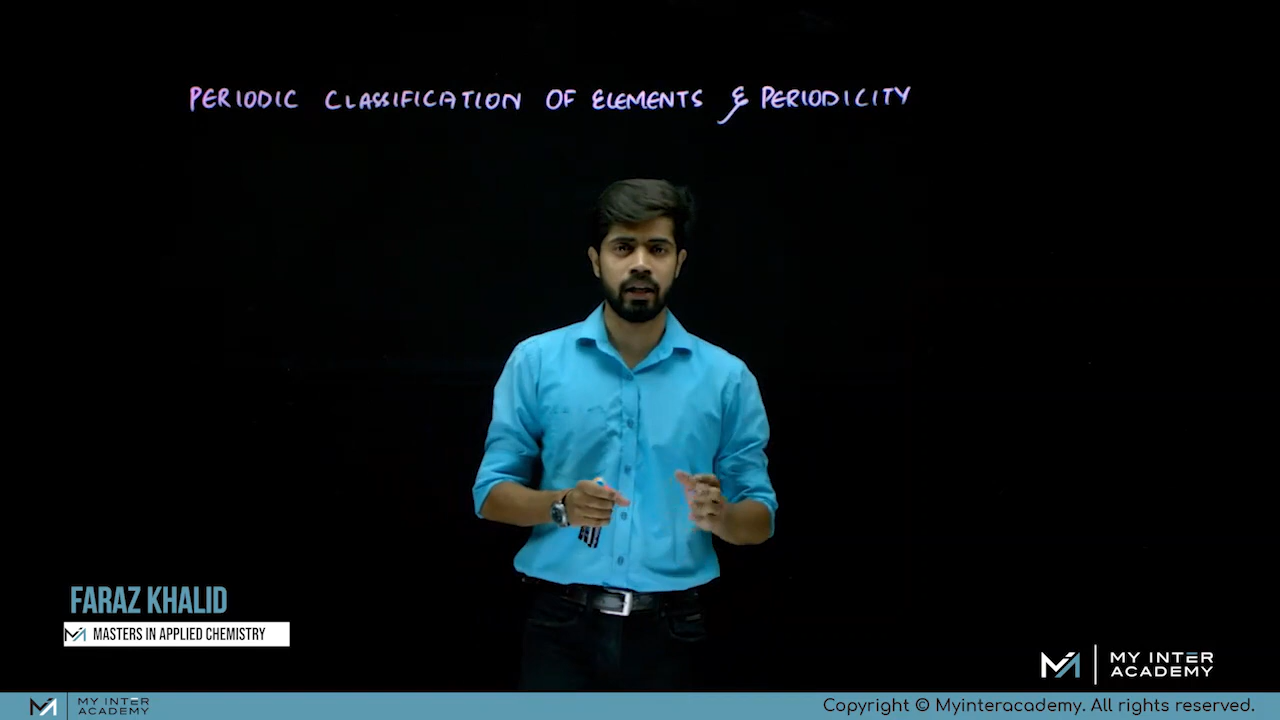 PERIODIC CLASSIFICATION OF ELEMENTS & PERIODICITY
FARAZ KHALID
MASTERS IN APPLIED CHEMISTRY
MY INTER
ACADEMY
MY INTER
ACADEMY
Copyright © Myinteracademy. All rights reserved.